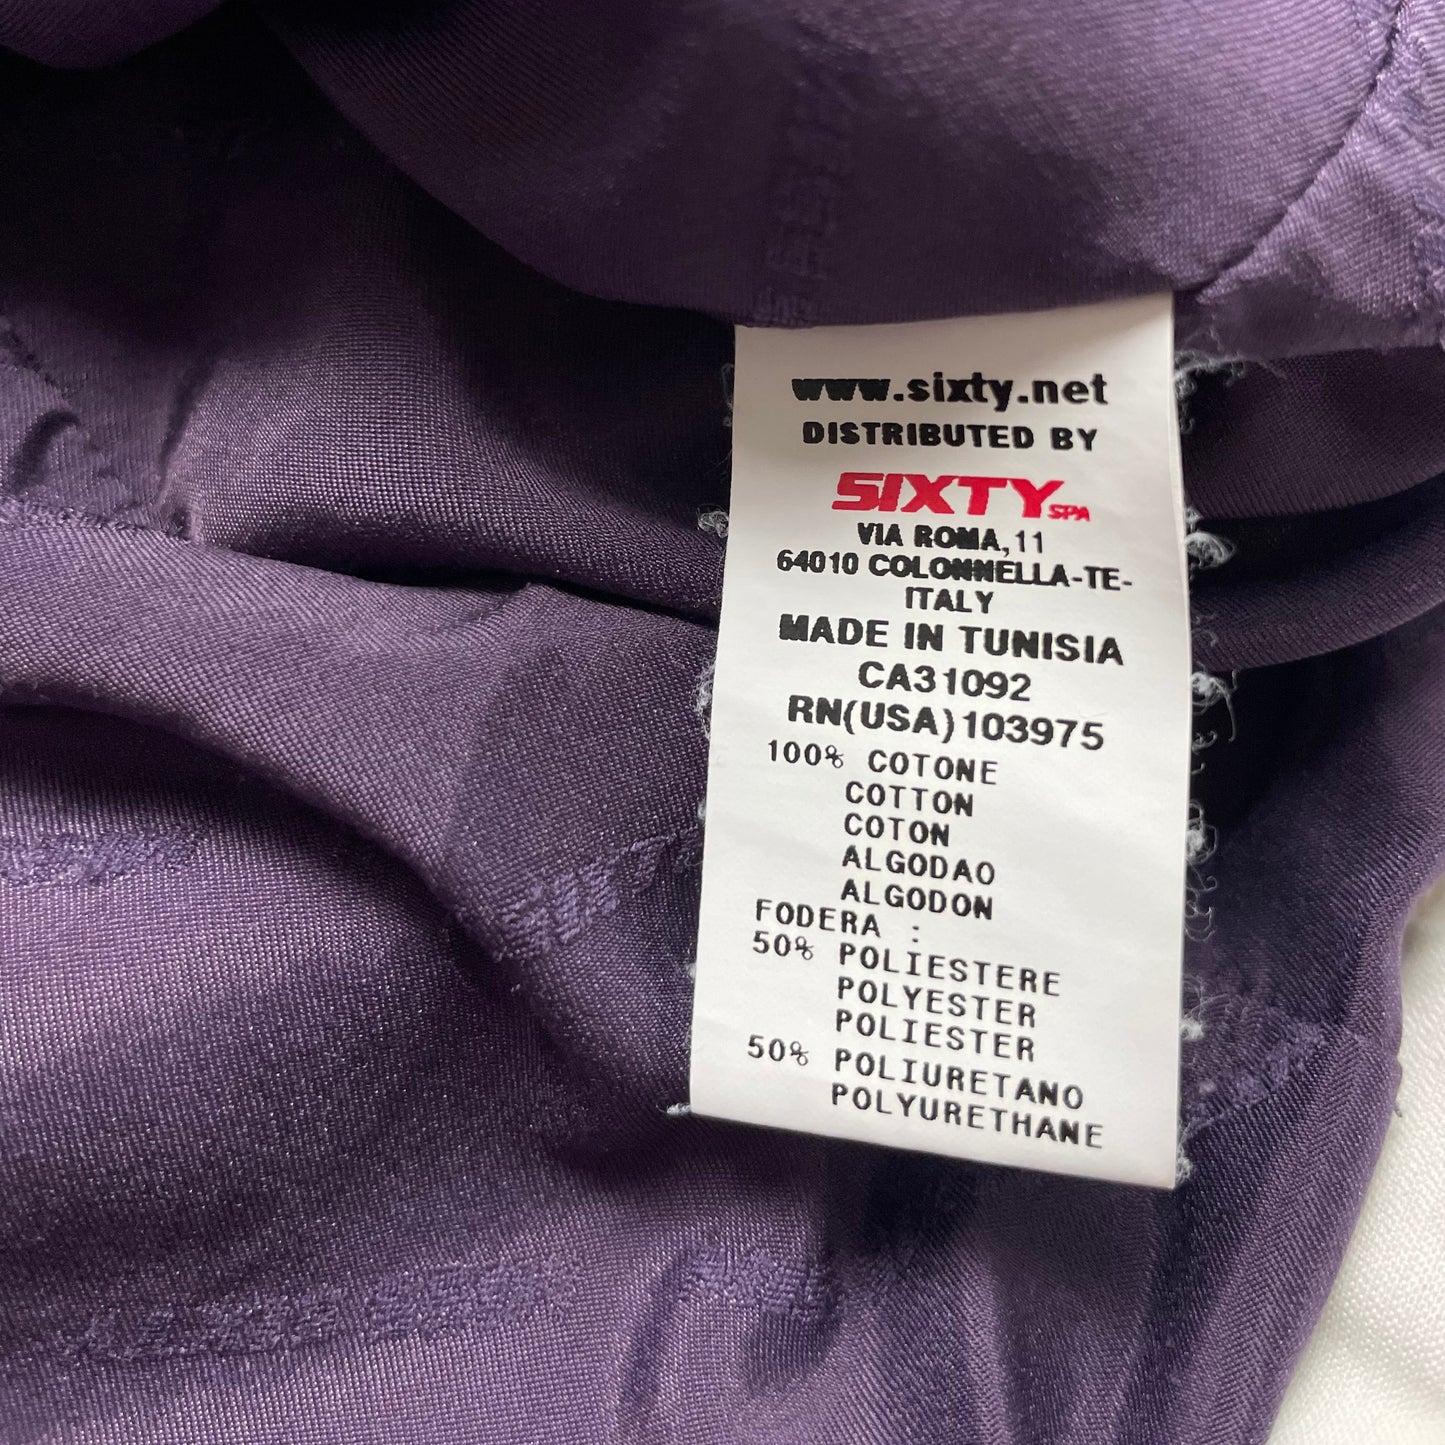 www.sixty.net
DISTRIBUTED BY
SIXTY SPA
VIA ROMA, 11
64010 COLONNELLA-TE-
ITALY
MADE IN TUNISIA
CA31092
RN(USA)103975
100% COTONE
COTTON
COTON
ALGODAO
ALGODON
FODERA :
50% POLIESTERE
POLYESTER
POLIESTER
50% POLIURETANO
POLYURETHANE